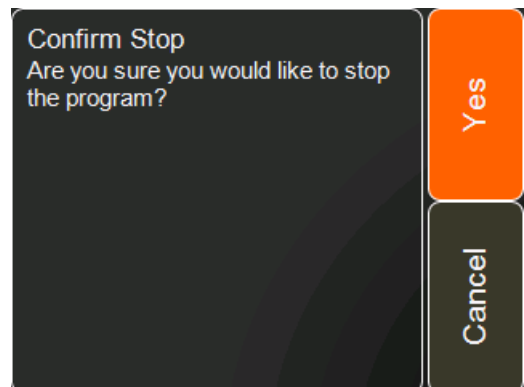 Confirm Stop
Are you sure you would like to stop
the program?
Yes
Cancel